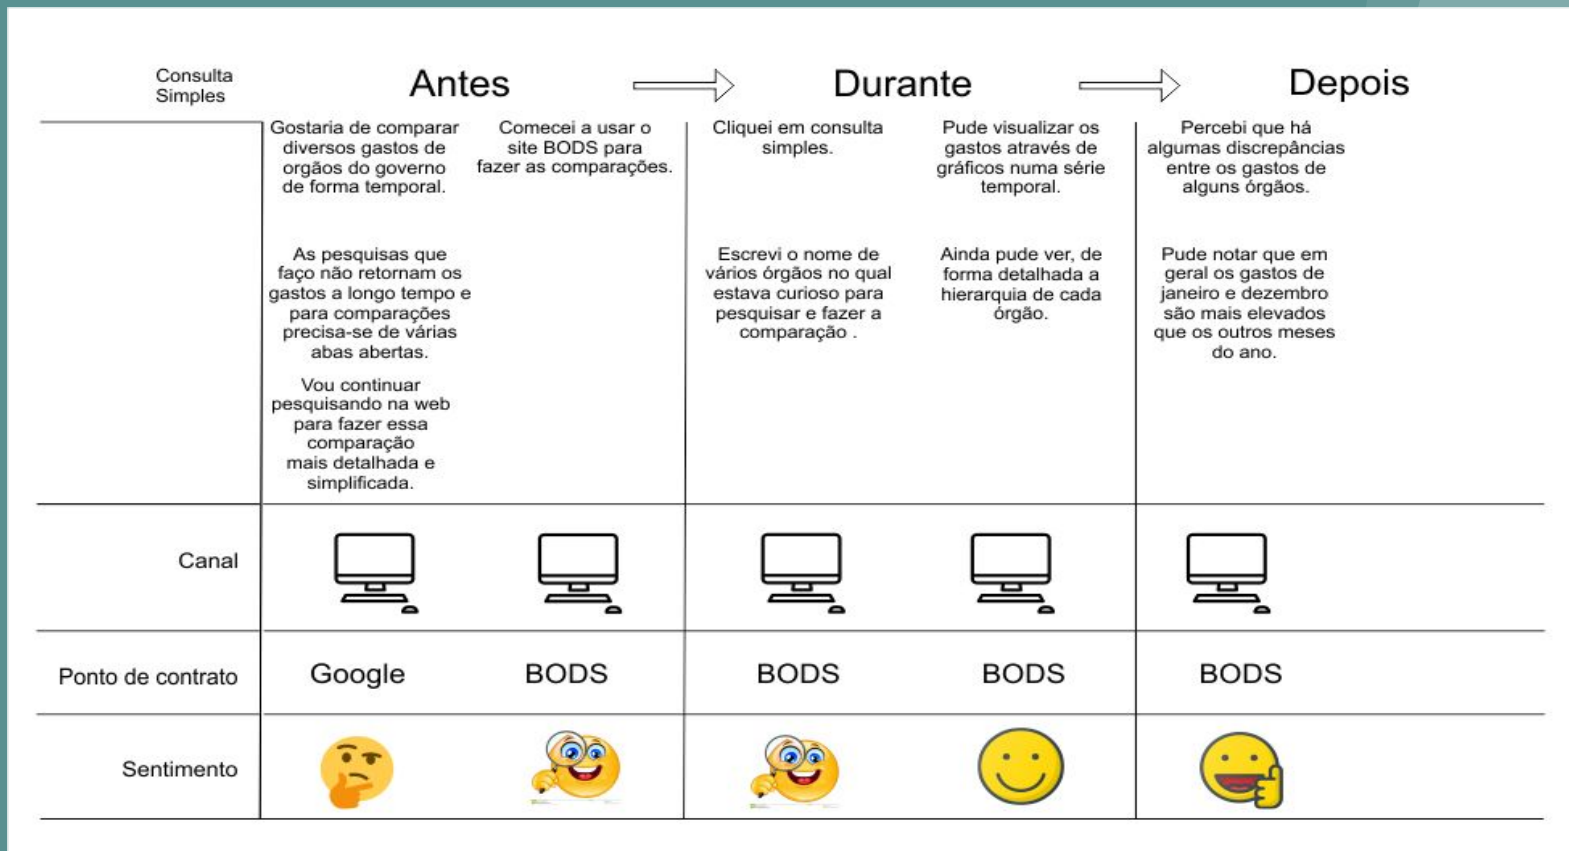 Consulta
Simples
Antes
Durante
Depois
Gostaria de comparar
diversos gastos de
orgãos do governo
de forma temporal.
As pesquisas que
faço não retornam os
gastos a longo tempo e
para comparações
precisa-se de várias
abas abertas.
Vou continuar
pesquisando na web
para fazer essa
comparação
mais detalhada e
simplificada.
Comecei a usar o
site BODS para
fazer as comparações.
Cliquei em consulta
simples.
Escrevi o nome de
vários órgãos no qual
estava curioso para
pesquisar e fazer a
comparação .
Pude visualizar os
gastos através de
gráficos numa série
temporal.
Ainda pude ver, de
forma detalhada a
hierarquia de cada
órgão.
Percebi que há
algumas discrepâncias
entre os gastos de
alguns órgãos.
Pude notar que em
geral os gastos de
janeiro e dezembro
são mais elevados
que os outros meses
do ano.
Canal
Ponto de contrato
Google
BODS
BODS
BODS
BODS
Sentimento